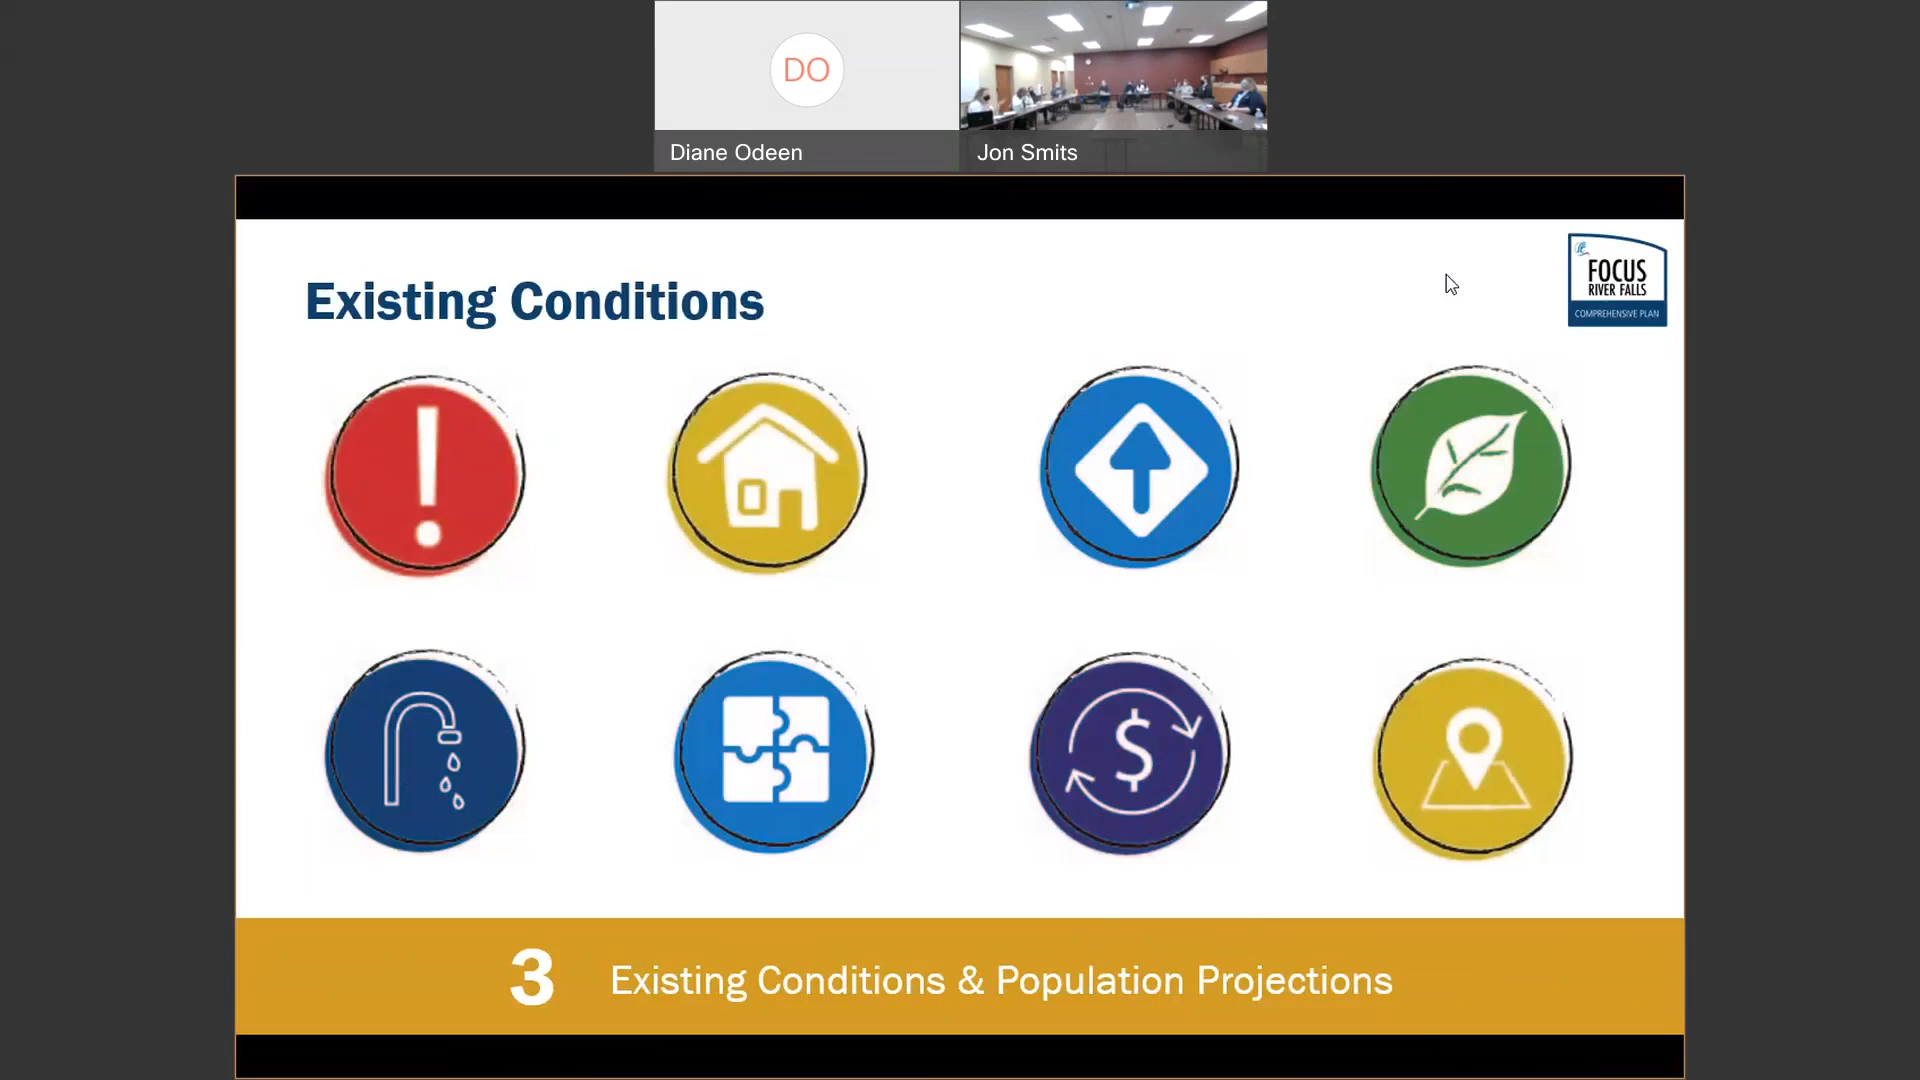 DO
Diane Odeen
Jon Smits
Existing Conditions
FOCUS
RIVER FALLS
COMPREHENSIVE PLAN
$
3 Existing Conditions & Population Projections